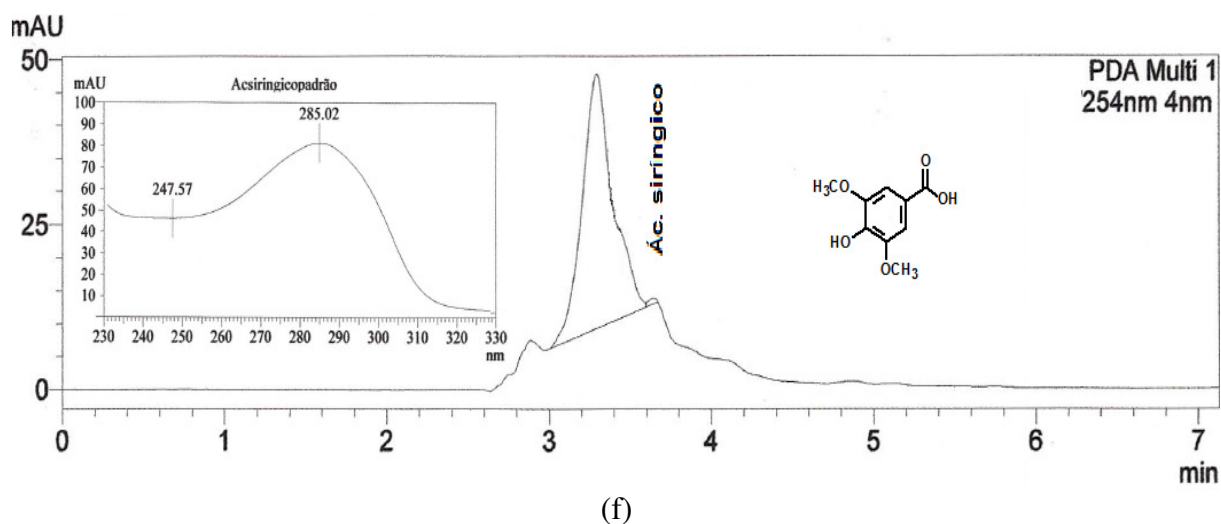 mAU
50
25
0
PDA Multi 1
254nm 4nm
mAU
Acsiringicopadrão
100
90
80
70
60
50
40
30
20
10
247.57
285.02
230 240 250 260 270 280 290 300 310 320 330
nm
Ác. siríngico
O
H₃CO
OH
HO
OCH₃
0 1 2 3 4 5 6 7
min
(f)